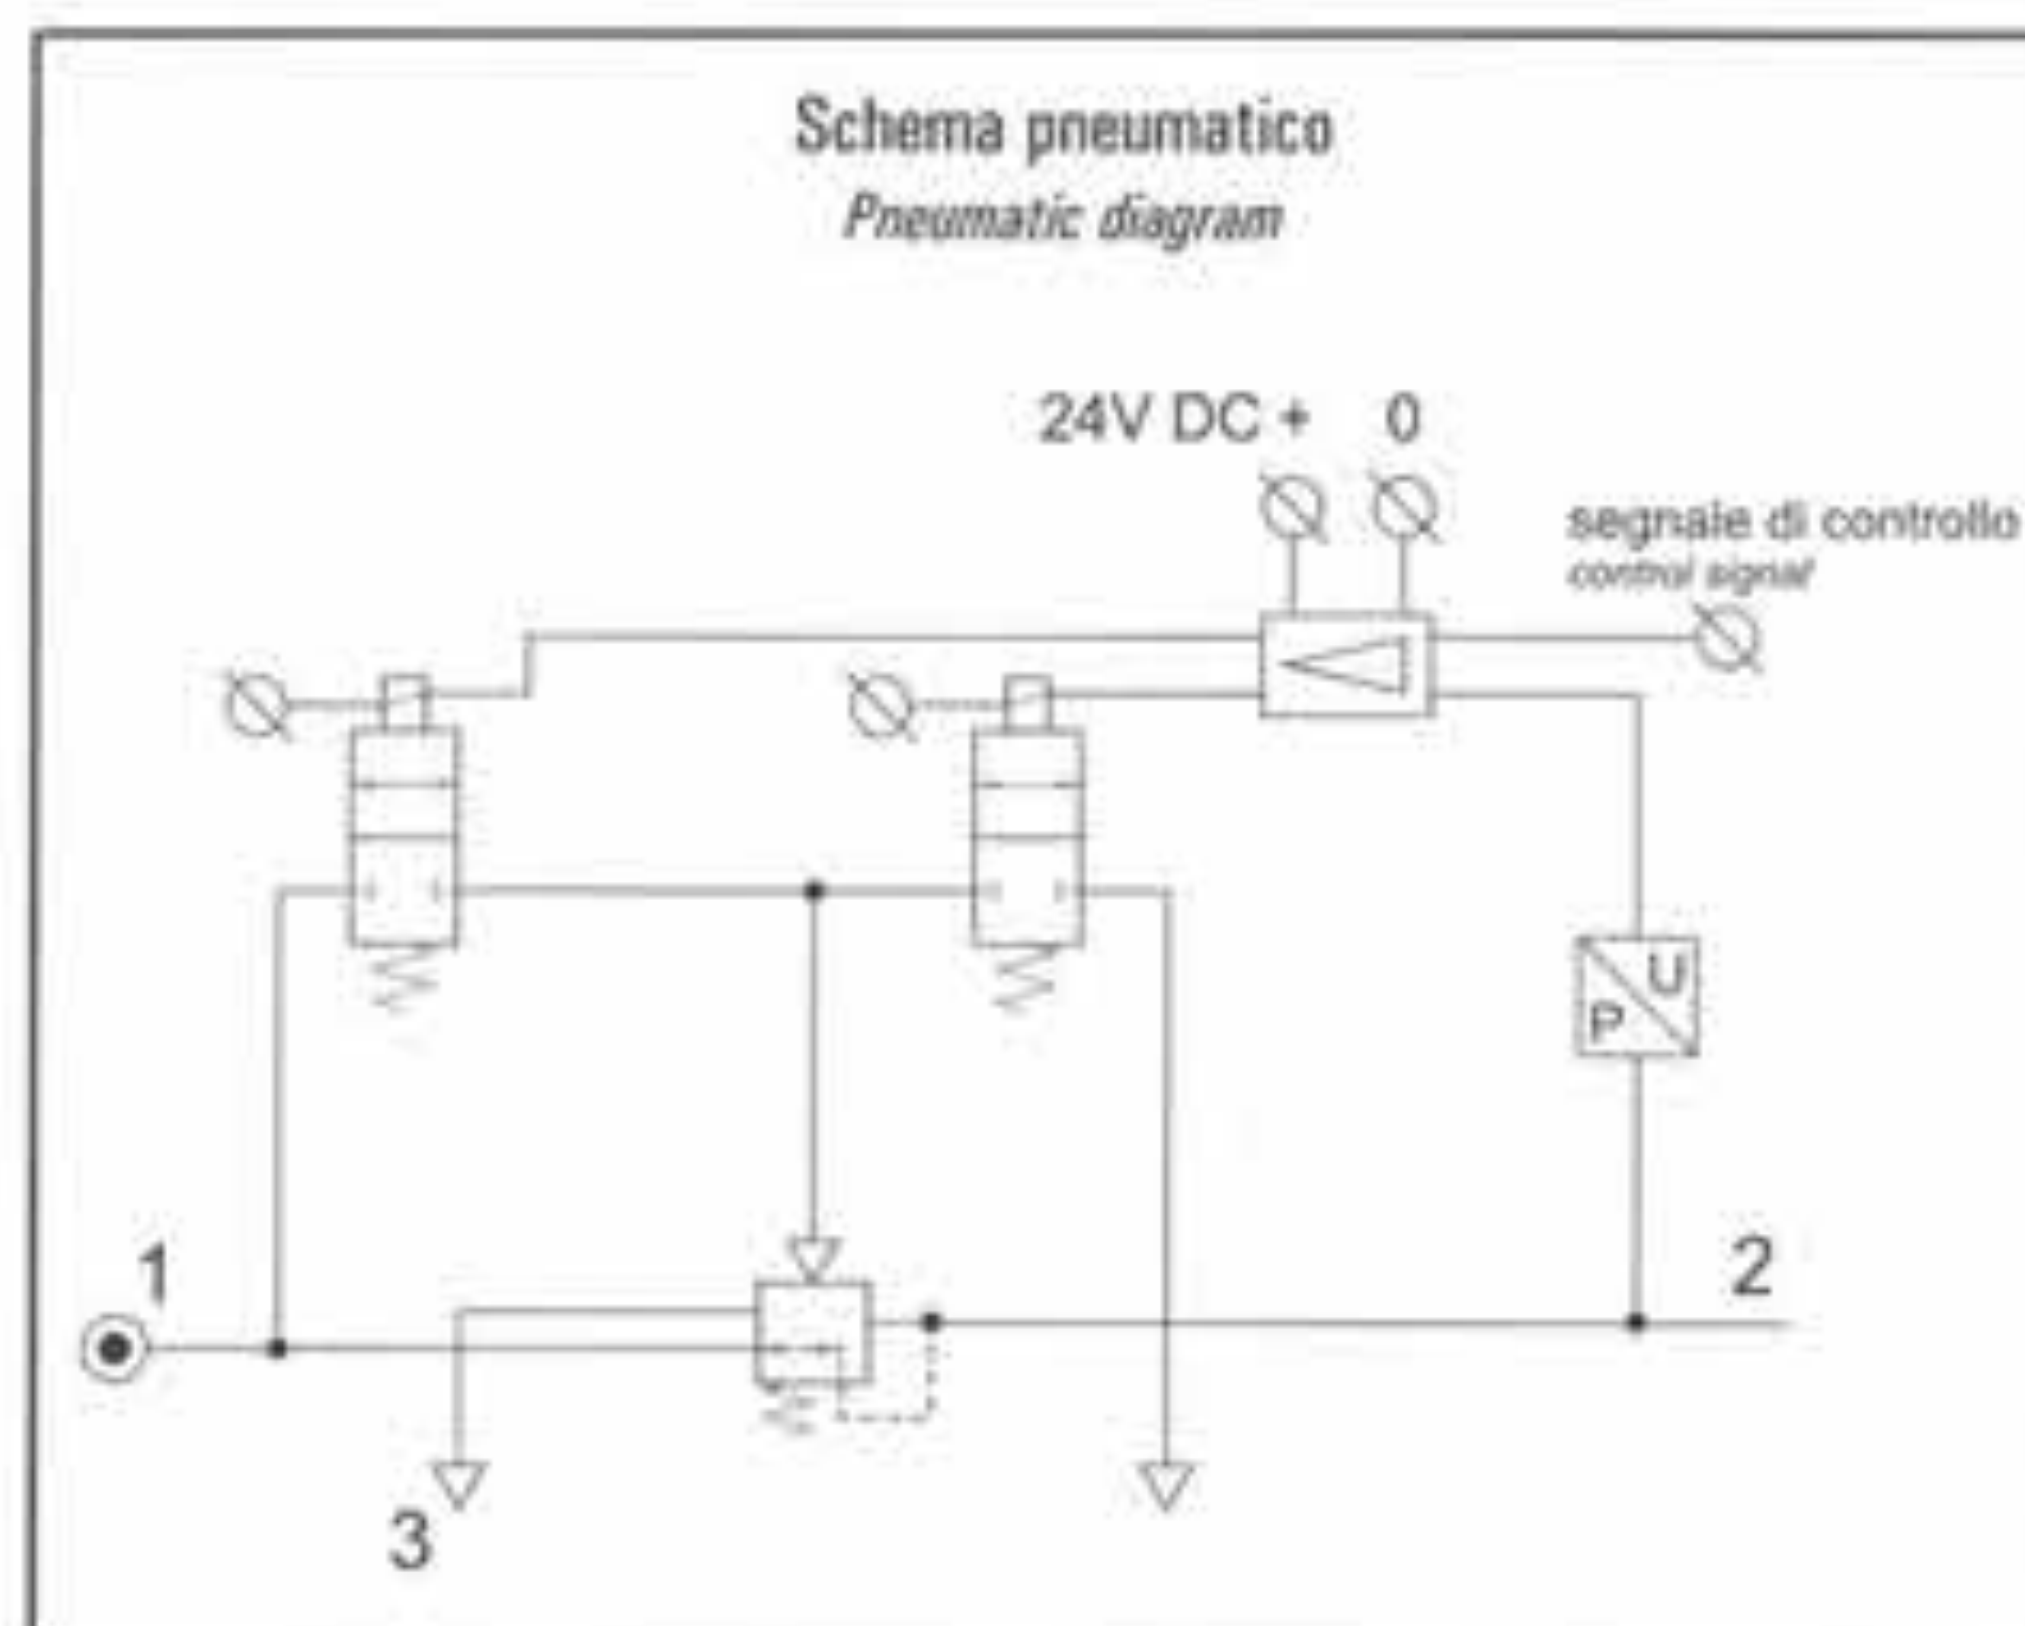 Schema pneumatico
Pneumatic diagram
24V DC + 0
segnale di controllo
control signal
U
P
1
2
3